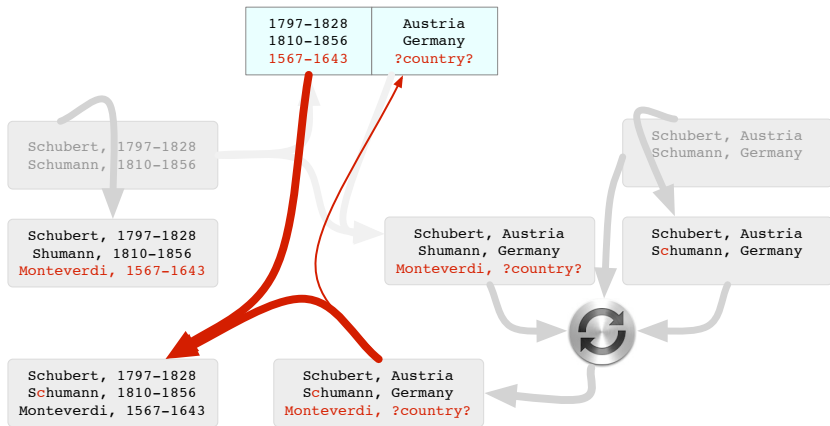 1797-1828
1810-1856
1567-1643
Austria
Germany
?country?
Schubert, 1797-1828
Schumann, 1810-1856
Schubert, Austria
Schumann, Germany
Schubert, 1797-1828
Shumann, 1810-1856
Monteverdi, 1567-1643
Schubert, Austria
Shumann, Germany
Monteverdi, ?country?
Schubert, Austria
Schumann, Germany
Schubert, 1797-1828
Schumann, 1810-1856
Monteverdi, 1567-1643
Schubert, Austria
Schumann, Germany
Monteverdi, ?country?